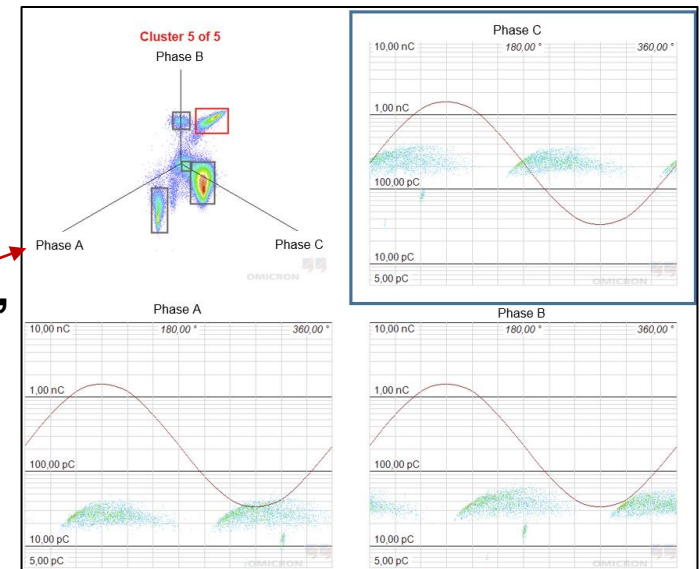 Cluster 5 of 5
Phase B
Phase A
Phase C
OMICRON
Phase C
10,00 nC 180,00 ° 360,00 °
1,00 nC
100,00 pC
10,00 pC
5,00 pC
OMICRON
Phase A
10,00 nC 180,00 ° 360,00 °
1,00 nC
100,00 pC
10,00 pC
5,00 pC
OMICRON
Phase B
10,00 nC 180,00 ° 360,00 °
1,00 nC
100,00 pC
10,00 pC
5,00 pC
OMICRON